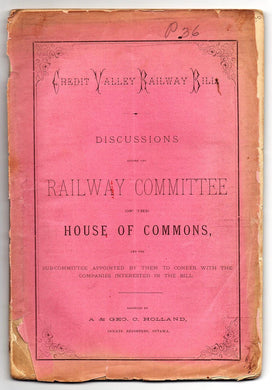 P 36
CREDIT VALLEY RAILWAY BILL.
DISCUSSIONS
BEFORE THE
RAILWAY COMMITTEE
OF THE
HOUSE OF COMMONS,
AND THE
SUB-COMMITTEE APPOINTED BY THEM TO CONFER WITH THE
COMPANIES INTERESTED IN THE BILL.
REPORTED BY
A & GEO. C. HOLLAND,
SENATE REPORTERS, OTTAWA.